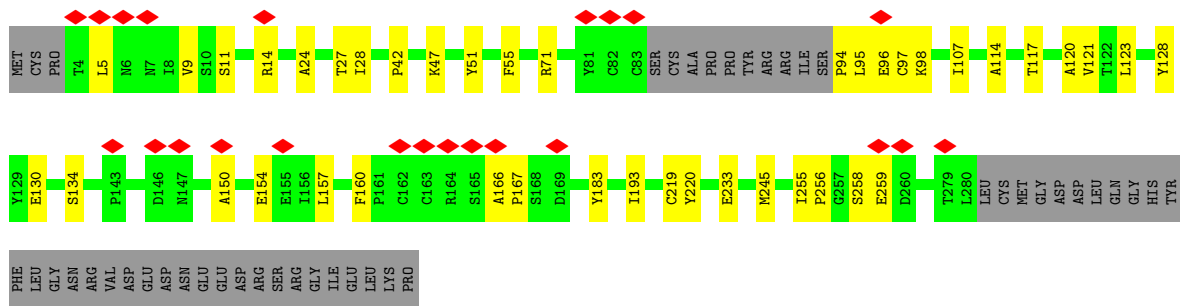 MET CYS PRO T4 L5 N6 N7 I8 V9 S10 S11 R14 A24 T27 I28 P42 K47 Y51 F55 R71 Y81 C82 C83 SER CYS ALA PRO PRO TYR ARG ARG ILE SER P94 L95 E96 C97 K98 I107 A114 T117 A120 V121 T122 L123 Y128
Y129 E130 S134 P143 D146 N147 A150 E154 E155 I156 L157 F160 P161 C162 C163 R164 S165 A166 P167 S168 D169 Y183 I193 C219 Y220 E233 M245 I255 P256 G257 S258 E259 D260 T279 L280 LEU CYS MET GLY ASP ASP LEU GLN GLY HIS TYR
PHE LEU GLY ASN ARG VAL ASP GLU ASP ASN GLU GLU ASP ARG SER ARG GLY ILE GLU LEU LYS PRO